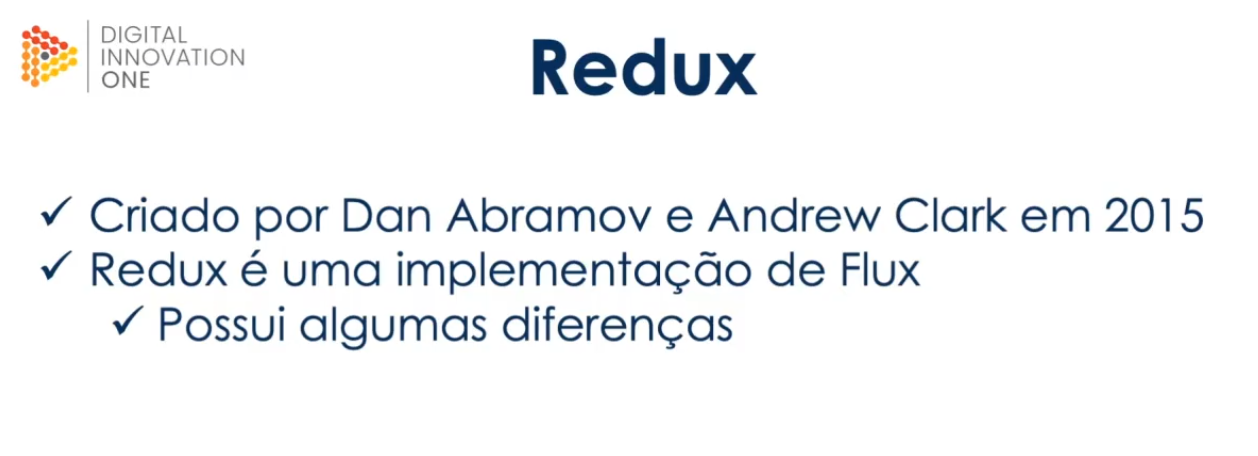 DIGITAL
INNOVATION
ONE
Redux
✓ Criado por Dan Abramov e Andrew Clark em 2015
✓ Redux é uma implementação de Flux
✓ Possui algumas diferenças